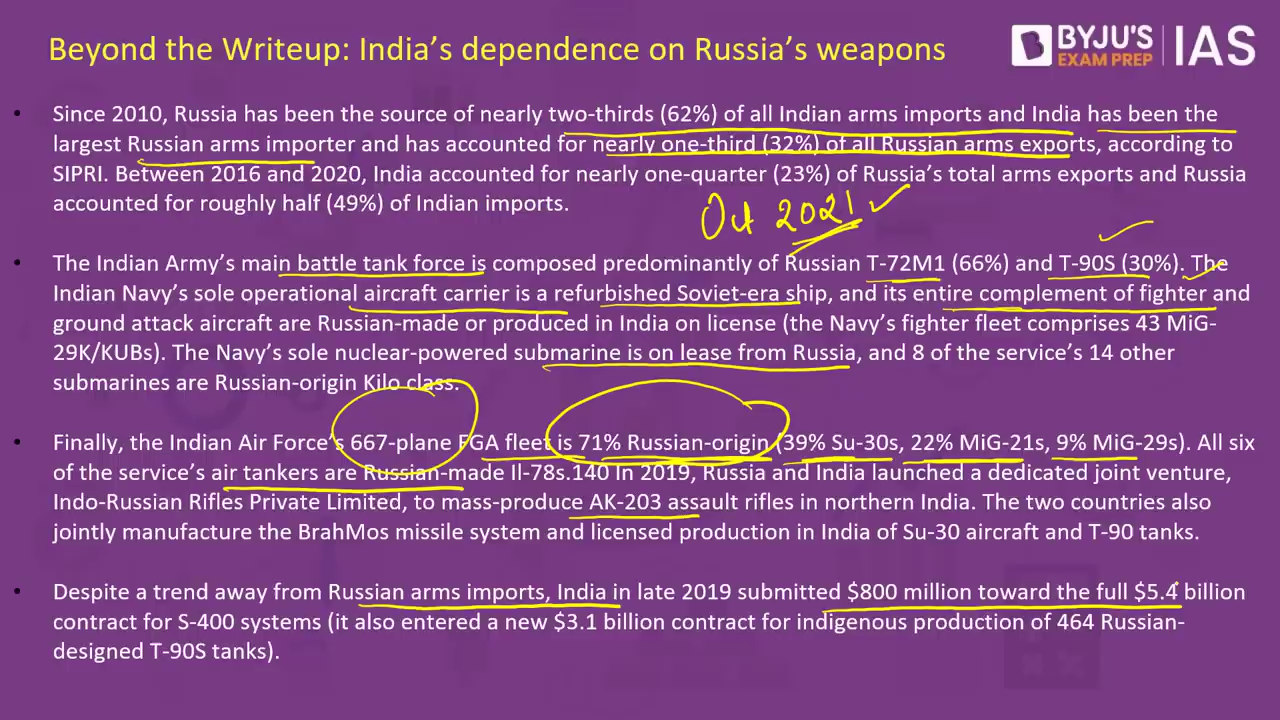 Beyond the Writeup: India's dependence on Russia's weapons
BYJU'S
EXAM PREP
IAS
• Since 2010, Russia has been the source of nearly two-thirds (62%) of all Indian arms imports and India has been the
largest Russian arms importer and has accounted for nearly one-third (32%) of all Russian arms exports, according to
SIPRI. Between 2016 and 2020, India accounted for nearly one-quarter (23%) of Russia's total arms exports and Russia
accounted for roughly half (49%) of Indian imports.
Oct 2021
• The Indian Army's main battle tank force is composed predominantly of Russian T-72M1 (66%) and T-90S (30%). The
Indian Navy's sole operational aircraft carrier is a refurbished Soviet-era ship, and its entire complement of fighter and
ground attack aircraft are Russian-made or produced in India on license (the Navy's fighter fleet comprises 43 MiG-
29K/KUBs). The Navy's sole nuclear-powered submarine is on lease from Russia, and 8 of the service's 14 other
submarines are Russian-origin Kilo class.
• Finally, the Indian Air Force's 667-plane FGA fleet is 71% Russian-origin (39% Su-30s, 22% MiG-21s, 9% MiG-29s). All six
of the service's air tankers are Russian-made Il-78s.140 In 2019, Russia and India launched a dedicated joint venture,
Indo-Russian Rifles Private Limited, to mass-produce AK-203 assault rifles in northern India. The two countries also
jointly manufacture the BrahMos missile system and licensed production in India of Su-30 aircraft and T-90 tanks.
• Despite a trend away from Russian arms imports, India in late 2019 submitted $800 million toward the full $5.4 billion
contract for S-400 systems (it also entered a new $3.1 billion contract for indigenous production of 464 Russian-
designed T-90S tanks).